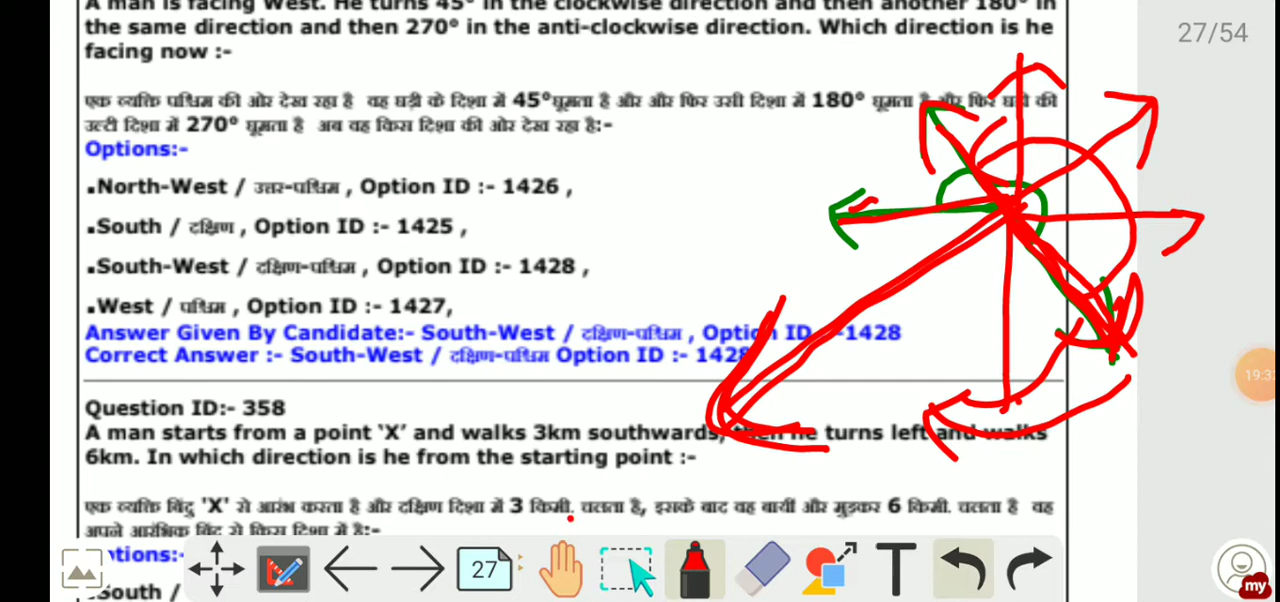 A man is facing West. He turns 45° in the clockwise direction and then another 180° in
27/54
the same direction and then 270° in the anti-clockwise direction. Which direction is he
facing now :-
एक व्यक्ति पश्चिम की ओर देख रहा है वह घड़ी के दिशा में 45° घूमता है और और फिर उसी दिशा में 180° घूमता है और फिर घड़ी की
उल्टी दिशा में 270° घूमता है अब वह किस दिशा की ओर देख रहा है:-
Options:-
.North-West / उत्तर-पश्चिम , Option ID :- 1426 ,
.South / दक्षिण , Option ID :- 1425 ,
.South-West / दक्षिण-पश्चिम , Option ID :- 1428 ,
.West / पश्चिम , Option ID :- 1427,
Answer Given By Candidate:- South-West / दक्षिण-पश्चिम , Option ID :-1428
Correct Answer :- South-West / दक्षिण-पश्चिम Option ID :- 1428
19:3
Question ID:- 358
A man starts from a point 'X' and walks 3km southwards, then he turns left and walks
6km. In which direction is he from the starting point :-
एक व्यक्ति बिंदु 'X' से आरंभ करता है और दक्षिण दिशा में 3 किमी. चलता है, इसके बाद वह बायीं और मुड़कर 6 किमी. चलता है वह
अपने आरंभिक बिंदु से किस दिशा में है:-
tions:-
27
T
my
South /